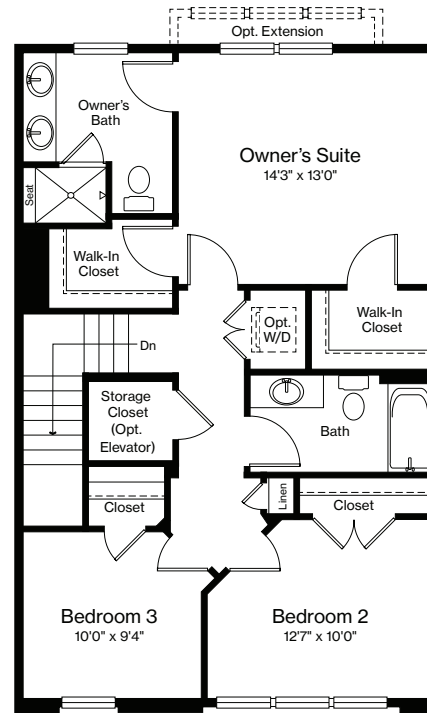 Opt. Extension
Owner's
Bath
Owner's Suite
14'3" x 13'0"
Seat
Walk-In
Closet
Opt.
W/D
Walk-In
Closet
Dn
Storage
Closet
(Opt.
Elevator)
Bath
Closet
Linen
Closet
Bedroom 3
10'0" x 9'4"
Bedroom 2
12'7" x 10'0"